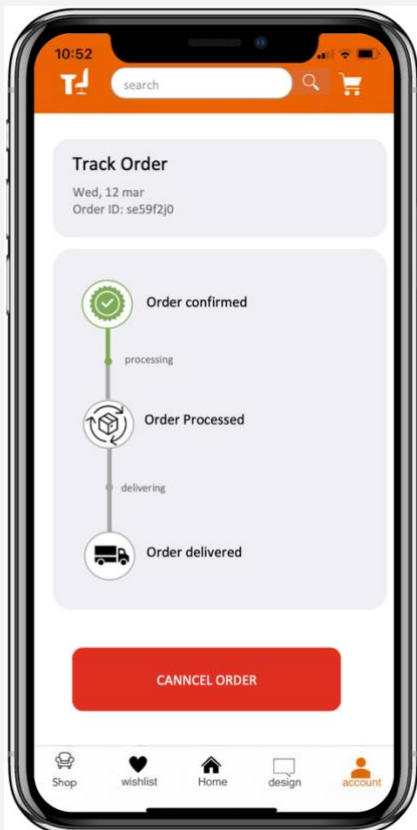 10:52
search
Track Order
Wed, 12 mar
Order ID: se59f2j0
Order confirmed
processing
Order Processed
delivering
Order delivered
CANNCEL ORDER
Shop
wishlist
Home
design
account